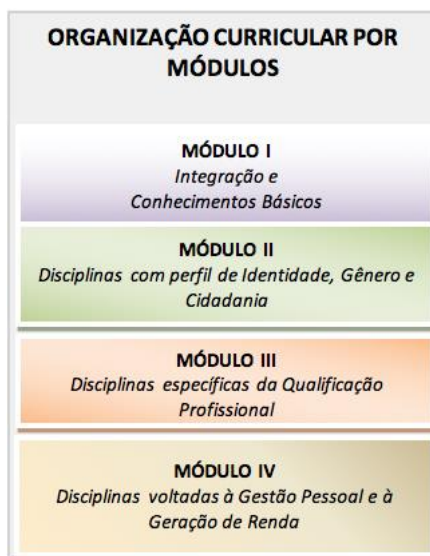 ORGANIZAÇÃO CURRICULAR POR
MÓDULOS
MÓDULO I
Integração e
Conhecimentos Básicos
MÓDULO II
Disciplinas com perfil de Identidade, Gênero e
Cidadania
MÓDULO III
Disciplinas específicas da Qualificação
Profissional
MÓDULO IV
Disciplinas voltadas à Gestão Pessoal e à
Geração de Renda